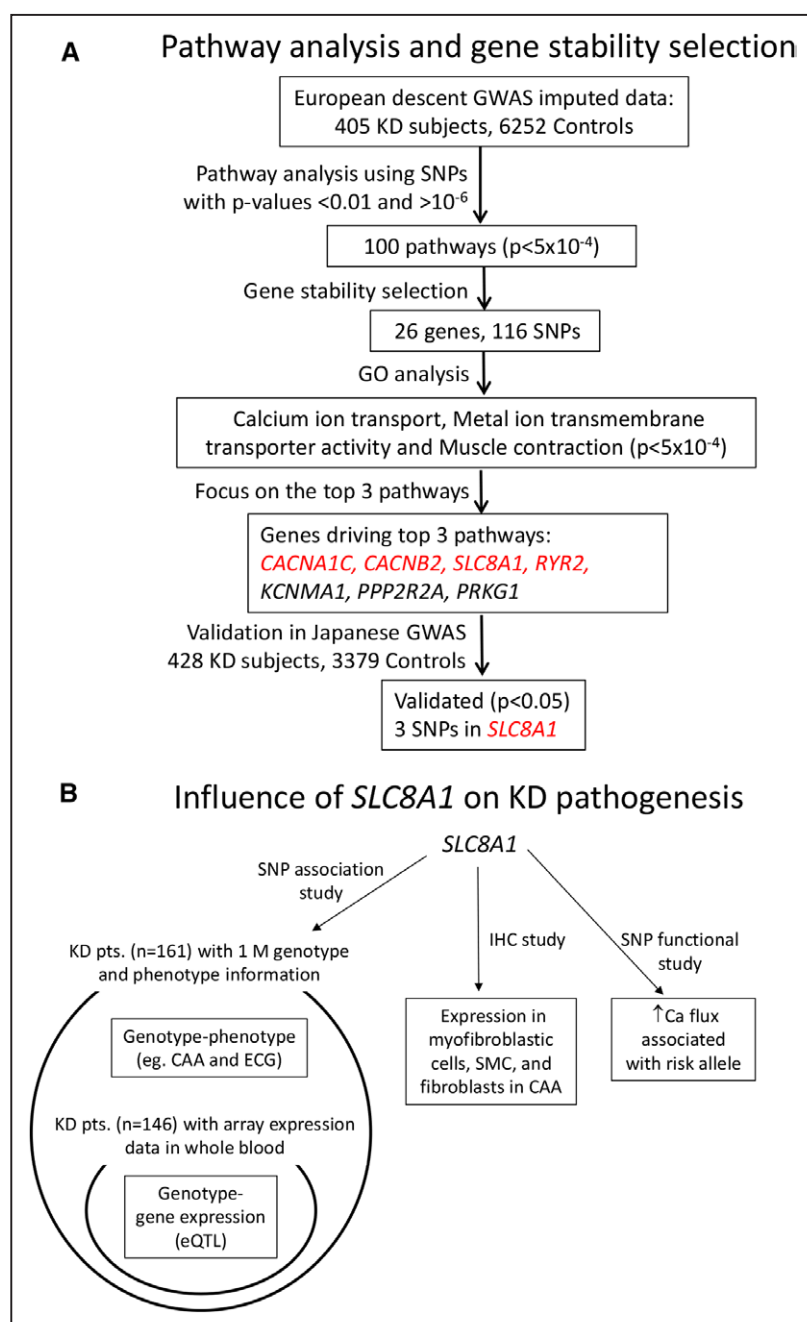 A
Pathway analysis and gene stability selection
European descent GWAS imputed data:
405 KD subjects, 6252 Controls
Pathway analysis using SNPs
with p-values <0.01 and >10⁻⁶
100 pathways (p<5x10⁻⁴)
Gene stability selection
26 genes, 116 SNPs
GO analysis
Calcium ion transport, Metal ion transmembrane
transporter activity and Muscle contraction (p<5x10⁻⁴)
Focus on the top 3 pathways
Genes driving top 3 pathways:
CACNA1C, CACNB2, SLC8A1, RYR2,
KCNMA1, PPP2R2A, PRKG1
Validation in Japanese GWAS
428 KD subjects, 3379 Controls
Validated (p<0.05)
3 SNPs in SLC8A1
B
Influence of SLC8A1 on KD pathogenesis
SLC8A1
SNP association
study
IHC study
SNP functional
study
KD pts. (n=161) with 1 M genotype
and phenotype information
Genotype-phenotype
(eg. CAA and ECG)
KD pts. (n=146) with array expression
data in whole blood
Genotype-
gene expression
(eQTL)
Expression in
myofibroblastic
cells, SMC, and
fibroblasts in CAA
↑Ca flux
associated
with risk allele